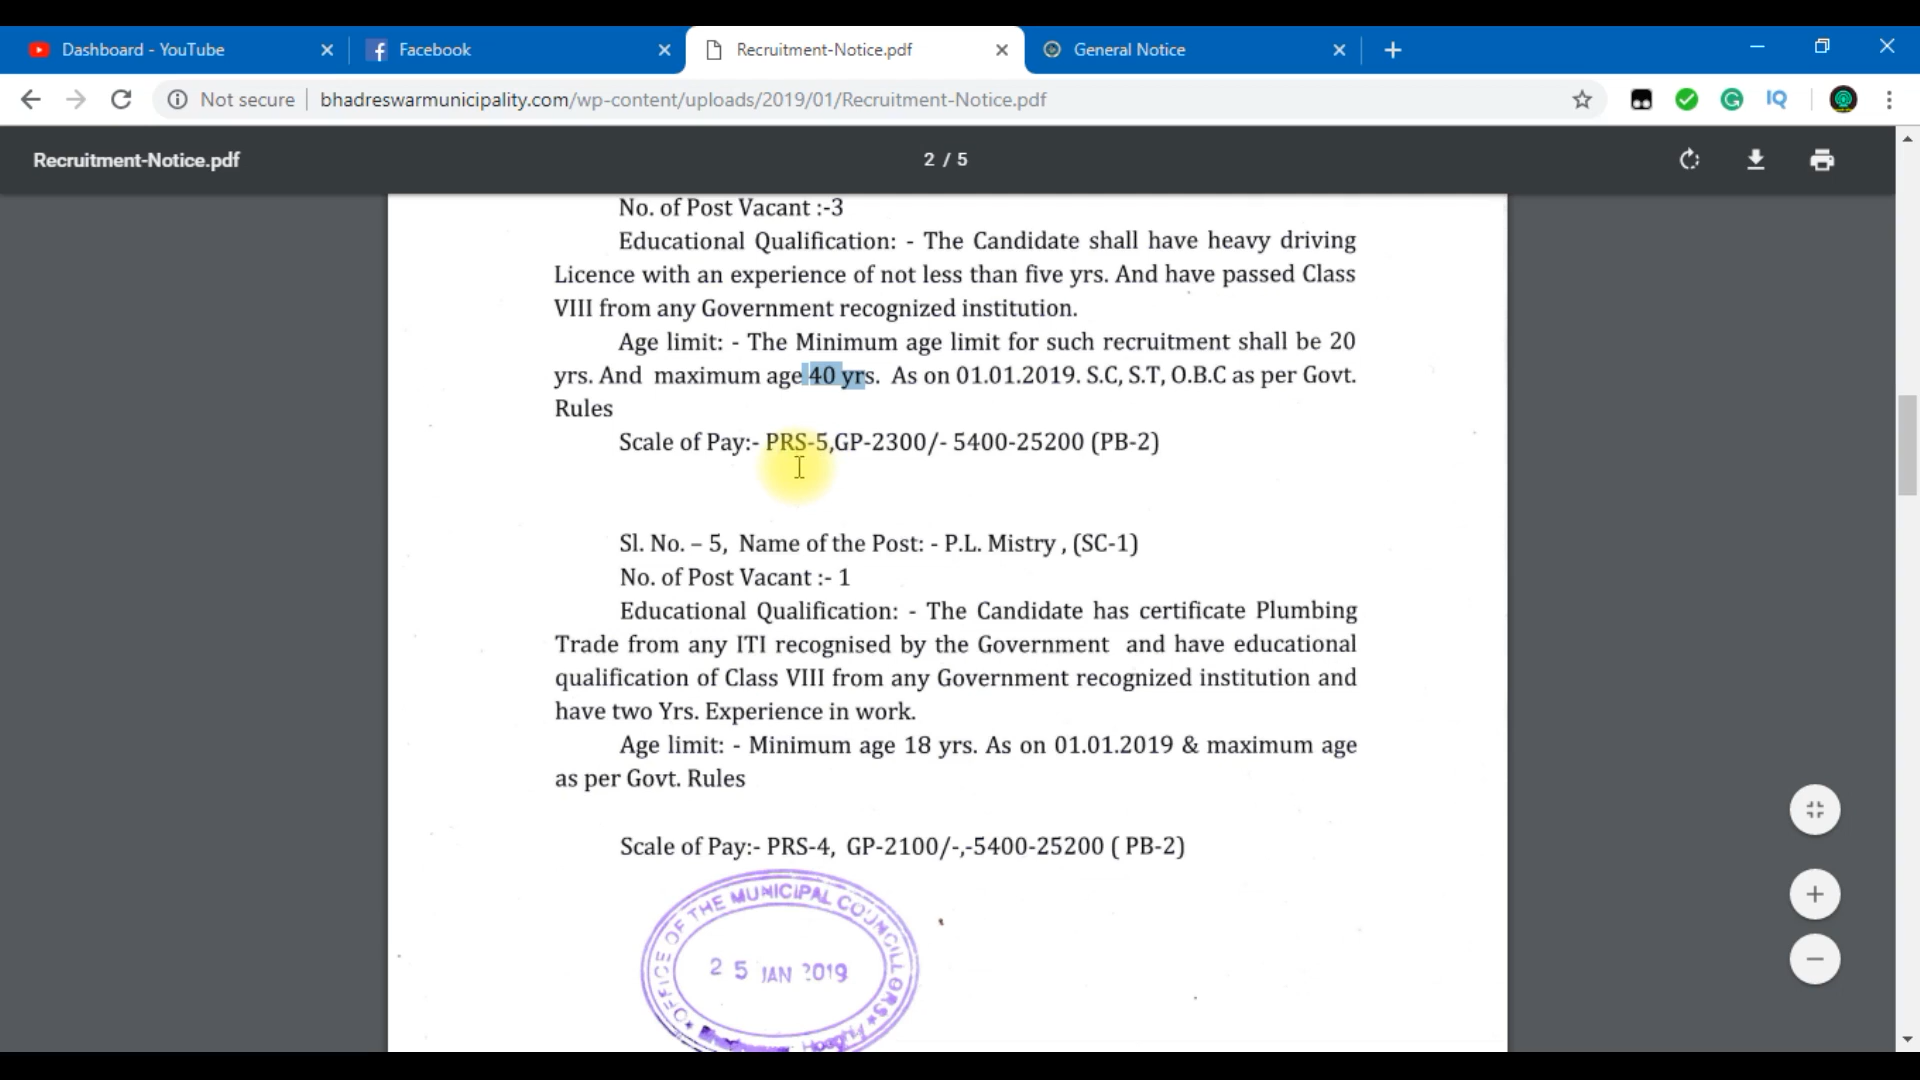 Dashboard - YouTube
Facebook
Recruitment-Notice.pdf
General Notice
Not secure
bhadreswarmunicipality.com/wp-content/uploads/2019/01/Recruitment-Notice.pdf
IQ
Recruitment-Notice.pdf
2 / 5
No. of Post Vacant :-3
Educational Qualification: - The Candidate shall have heavy driving
Licence with an experience of not less than five yrs. And have passed Class
VIII from any Government recognized institution.
Age limit: - The Minimum age limit for such recruitment shall be 20
yrs. And maximum age 40 yrs. As on 01.01.2019. S.C, S.T, O.B.C as per Govt.
Rules
Scale of Pay:- PRS-5,GP-2300/- 5400-25200 (PB-2)
Sl. No. – 5, Name of the Post: - P.L. Mistry , (SC-1)
No. of Post Vacant :- 1
Educational Qualification: - The Candidate has certificate Plumbing
Trade from any ITI recognised by the Government and have educational
qualification of Class VIII from any Government recognized institution and
have two Yrs. Experience in work.
Age limit: - Minimum age 18 yrs. As on 01.01.2019 & maximum age
as per Govt. Rules
Scale of Pay:- PRS-4, GP-2100/-,-5400-25200 ( PB-2)
OFFICE OF THE MUNICIPAL COUNCILLORS
25 JAN 2019